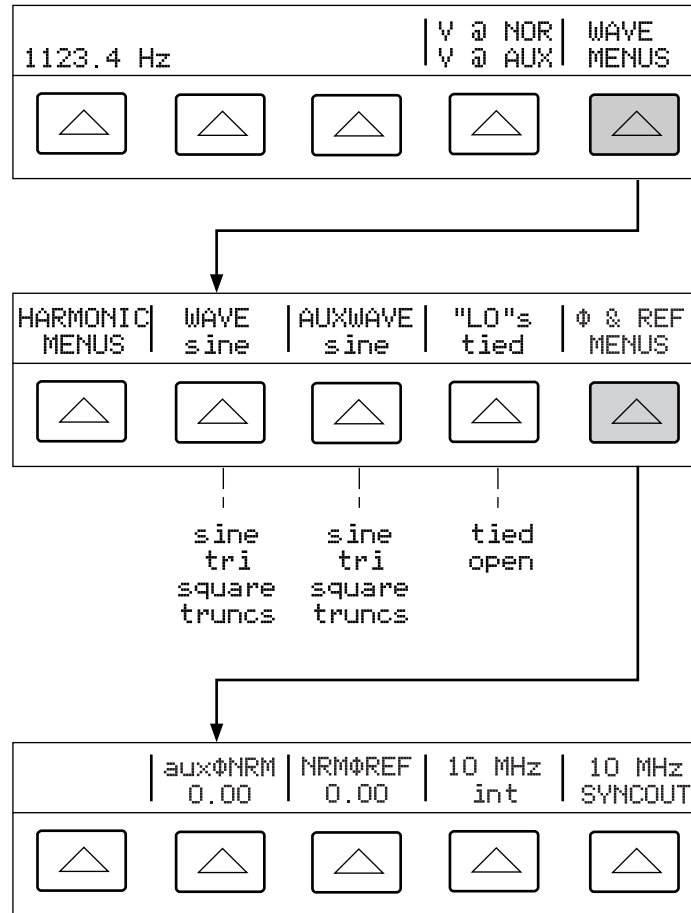 1123.4 Hz
V @ NOR
V @ AUX
WAVE
MENUS
HARMONIC
MENUS
WAVE
sine
AUXWAVE
sine
"LO"s
tied
Φ & REF
MENUS
sine
tri
square
truncs
sine
tri
square
truncs
tied
open
auxΦNRM
0.00
NRMΦREF
0.00
10 MHz
int
10 MHz
SYNCOUT